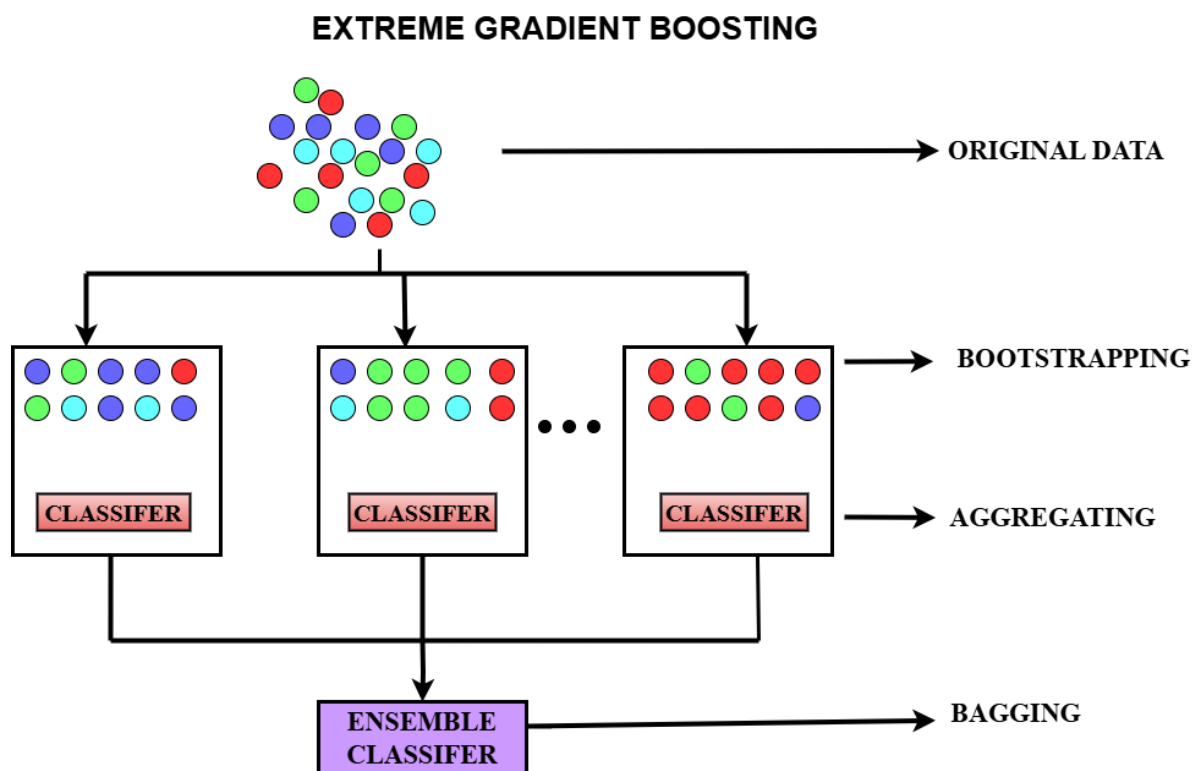 EXTREME GRADIENT BOOSTING
ORIGINAL DATA
BOOTSTRAPPING
CLASSIFER
CLASSIFER
CLASSIFER
AGGREGATING
ENSEMBLE
CLASSIFER
BAGGING